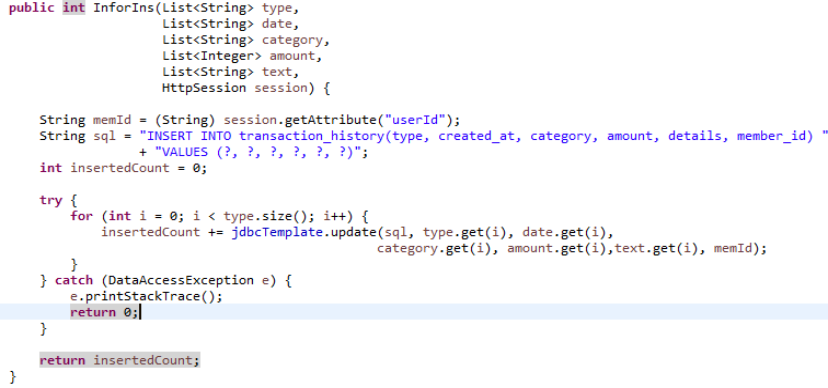 public int InforIns(List<String> type,
List<String> date,
List<String> category,
List<Integer> amount,
List<String> text,
HttpSession session) {
String memId = (String) session.getAttribute("userId");
String sql = "INSERT INTO transaction_history(type, created_at, category, amount, details, member_id) "
+ "VALUES (?, ?, ?, ?, ?, ?)";
int insertedCount = 0;
try {
for (int i = 0; i < type.size(); i++) {
insertedCount += jdbcTemplate.update(sql, type.get(i), date.get(i),
category.get(i), amount.get(i),text.get(i), memId);
}
} catch (DataAccessException e) {
e.printStackTrace();
return 0;
}
return insertedCount;
}